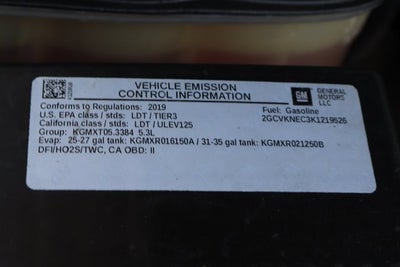 VEHICLE EMISSION
CONTROL INFORMATION
GM
GENERAL
MOTORS
LLC
Conforms to Regulations: 2019
Fuel: Gasoline
U.S. EPA class / stds: LDT / TIER3
2GCVKNEC3K1219526
California class / stds: LDT / ULEV125
Group: KGMXT05.3384 5.3L
Evap: 25-27 gal tank: KGMXR016150A / 31-35 gal tank: KGMXR021250B
DFI/HO2S/TWC, CA OBD: II